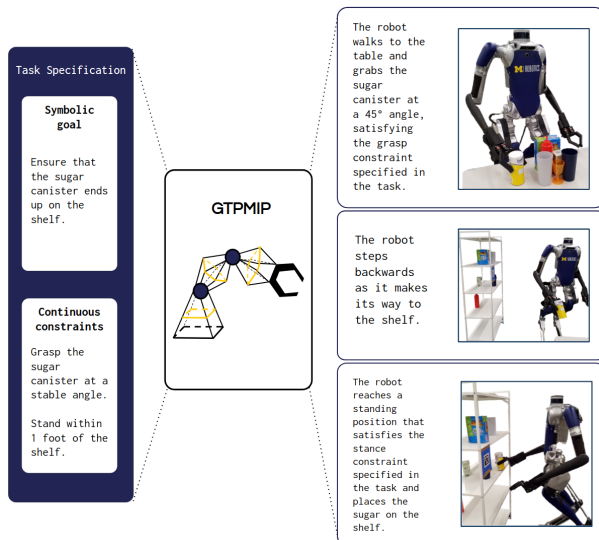 Task Specification
Symbolic
goal
Ensure that
the sugar
canister ends
up on the
shelf.
Continuous
constraints
Grasp the
sugar
canister at a
stable angle.
Stand within
1 foot of the
shelf.
GTPMIP
The robot
walks to the
table and
grabs the
sugar
canister at
a 45° angle,
satisfying
the grasp
constraint
specified in
the task.
M ROBOTICS
The robot
steps
backwards
as it makes
its way to
the shelf.
The robot
reaches a
standing
position that
satisfies the
stance
constraint
specified in
the task and
places the
sugar on the
shelf.